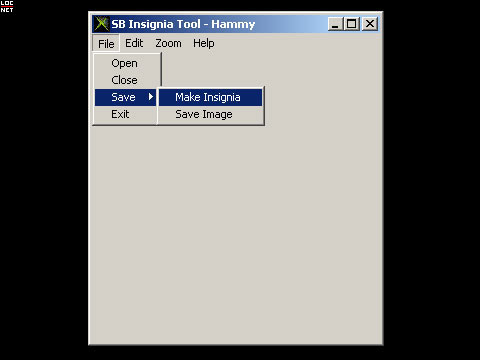 LOC
NET
SB Insignia Tool - Hammy
File Edit Zoom Help
Open
Close
Save
Make Insignia
Exit
Save Image